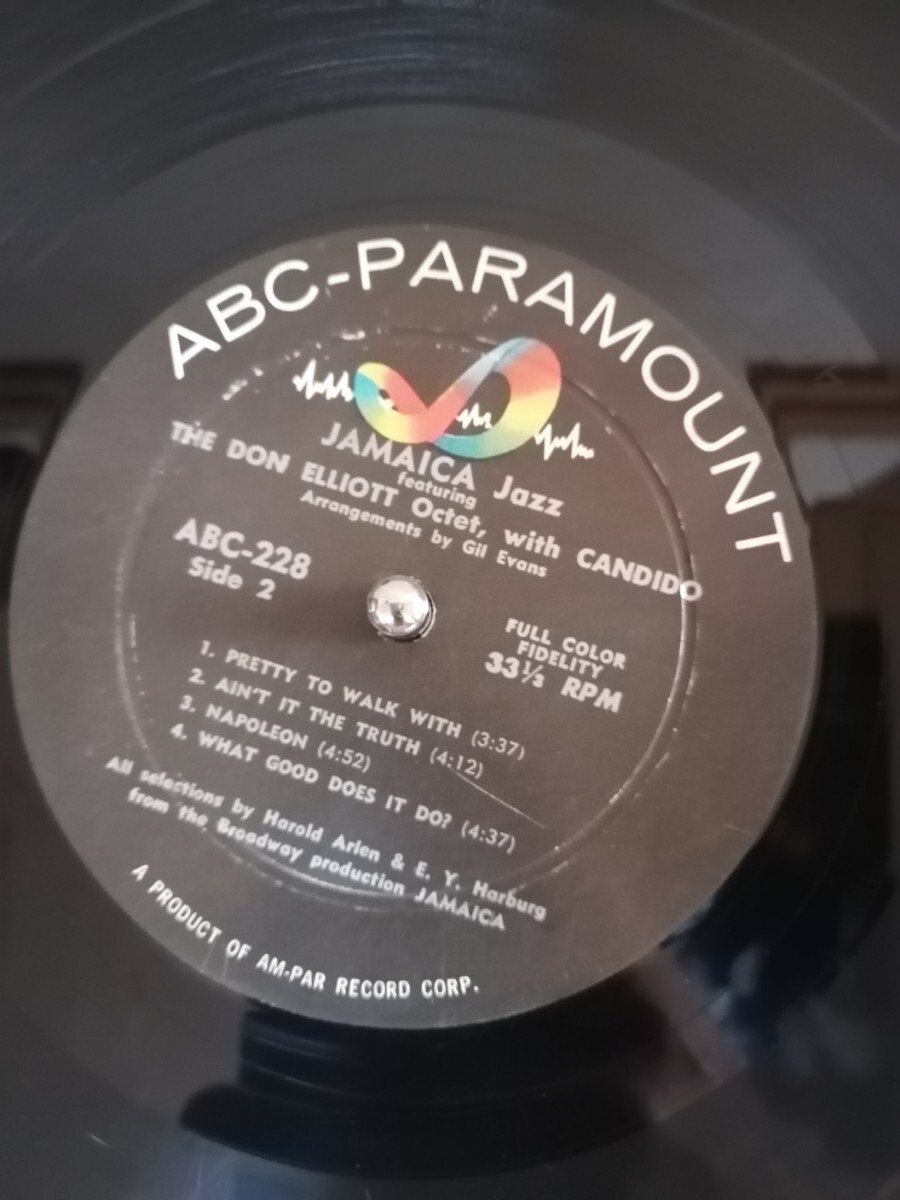 ABC-PARAMOUNT
JAMAICA Jazz
featuring
THE DON ELLIOTT Octet, with CANDIDO
Arrangements by Gil Evans
ABC-228
Side 2
FULL COLOR
FIDELITY
33⅓ RPM
1. PRETTY TO WALK WITH (3:37)
2. AIN'T IT THE TRUTH (4:12)
3. NAPOLEON (4:52)
4. WHAT GOOD DOES IT DO? (4:37)
All selections by Harold Arlen & E. Y. Harburg
from the Broadway production JAMAICA
A PRODUCT OF AM-PAR RECORD CORP.